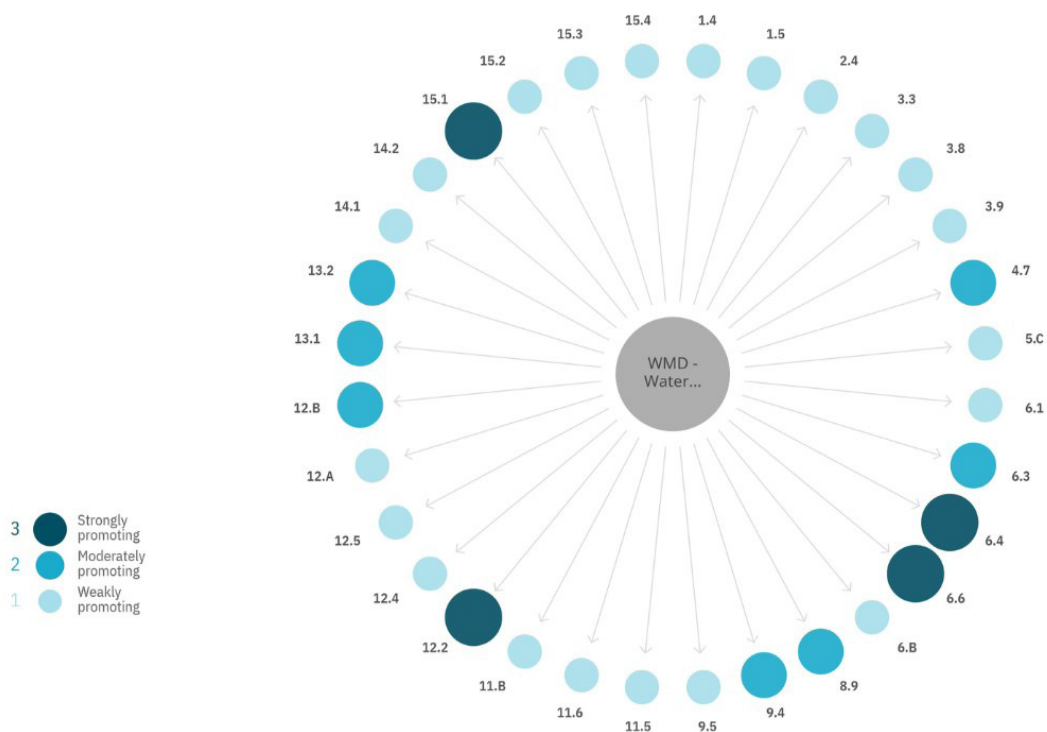 15.4
1.4
15.3
1.5
15.2
2.4
15.1
3.3
14.2
3.8
14.1
3.9
13.2
4.7
13.1
5.C
WMD -
Water...
12.B
6.1
12.A
6.3
12.5
6.4
12.4
6.6
12.2
6.B
11.B
8.9
11.6
9.4
11.5
9.5
3 Strongly
promoting
2 Moderately
promoting
1 Weakly
promoting